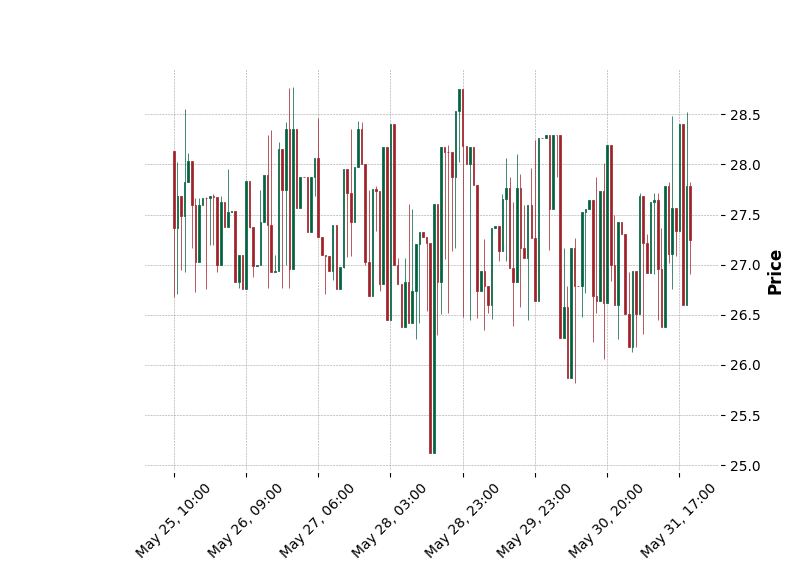 28.5
28.0
27.5
27.0
26.5
26.0
25.5
25.0
Price
May 25, 10:00
May 26, 09:00
May 27, 06:00
May 28, 03:00
May 28, 23:00
May 29, 23:00
May 30, 20:00
May 31, 17:00